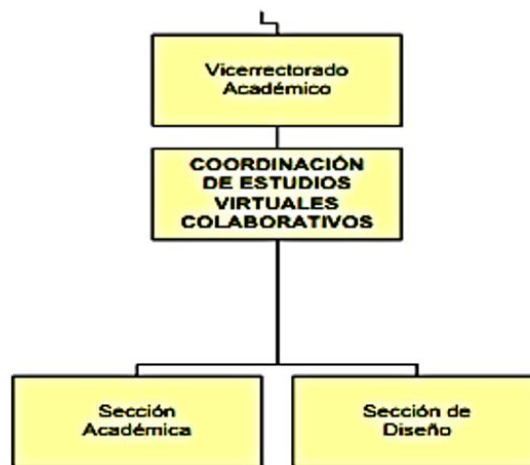 Vicerrectorado
Académico
COORDINACIÓN
DE ESTUDIOS
VIRTUALES
COLABORATIVOS
Sección
Académica
Sección de
Diseño